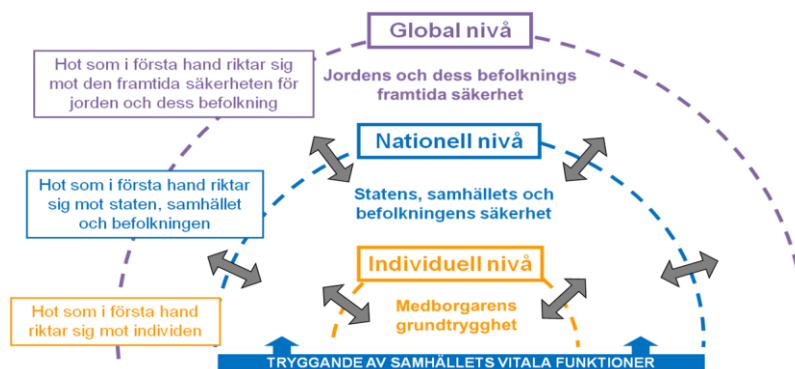 Global nivå
Hot som i första hand riktar sig
mot den framtida säkerheten för
jorden och dess befolkning
Jordens och dess befolknings
framtida säkerhet
Nationell nivå
Hot som i första hand riktar
sig mot staten, samhället
och befolkningen
Statens, samhällets och
befolkningens säkerhet
Individuell nivå
Hot som i första hand
riktar sig mot individen
Medborgarens
grundtrygghet
TRYGGANDE AV SAMHÄLLETS VITALA FUNKTIONER